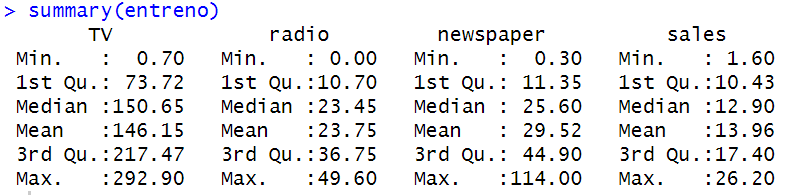 > summary(entreno)
TV radio newspaper sales
Min. : 0.70 Min. : 0.00 Min. : 0.30 Min. : 1.60
1st Qu.: 73.72 1st Qu.:10.70 1st Qu.: 11.35 1st Qu.:10.43
Median :150.65 Median :23.45 Median : 25.60 Median :12.90
Mean :146.15 Mean :23.75 Mean : 29.52 Mean :13.96
3rd Qu.:217.47 3rd Qu.:36.75 3rd Qu.: 44.90 3rd Qu.:17.40
Max. :292.90 Max. :49.60 Max. :114.00 Max. :26.20